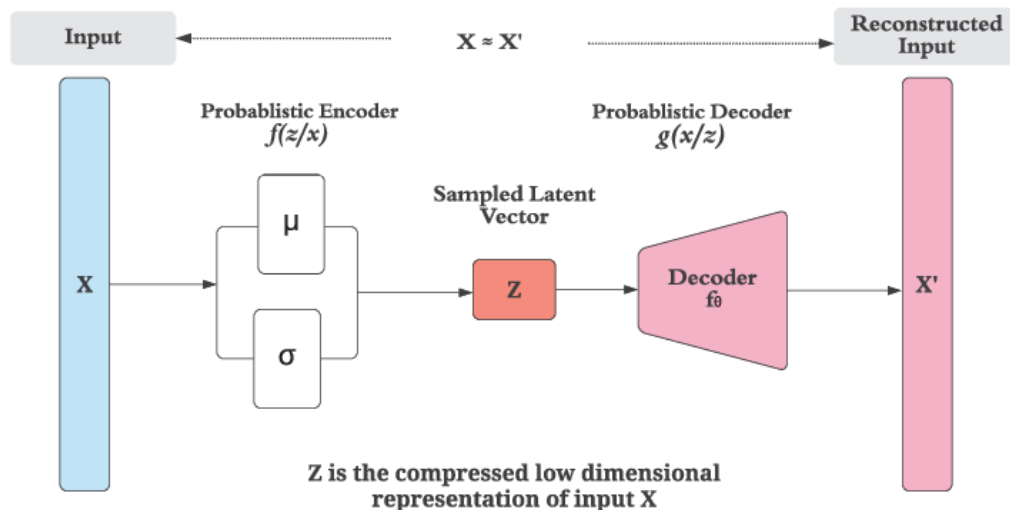 Input
X ≈ X'
Reconstructed
Input
Probablistic Encoder
f(z/x)
Probablistic Decoder
g(x/z)
Sampled Latent
Vector
μ
σ
X
Z
Decoder
fθ
X'
Z is the compressed low dimensional
representation of input X